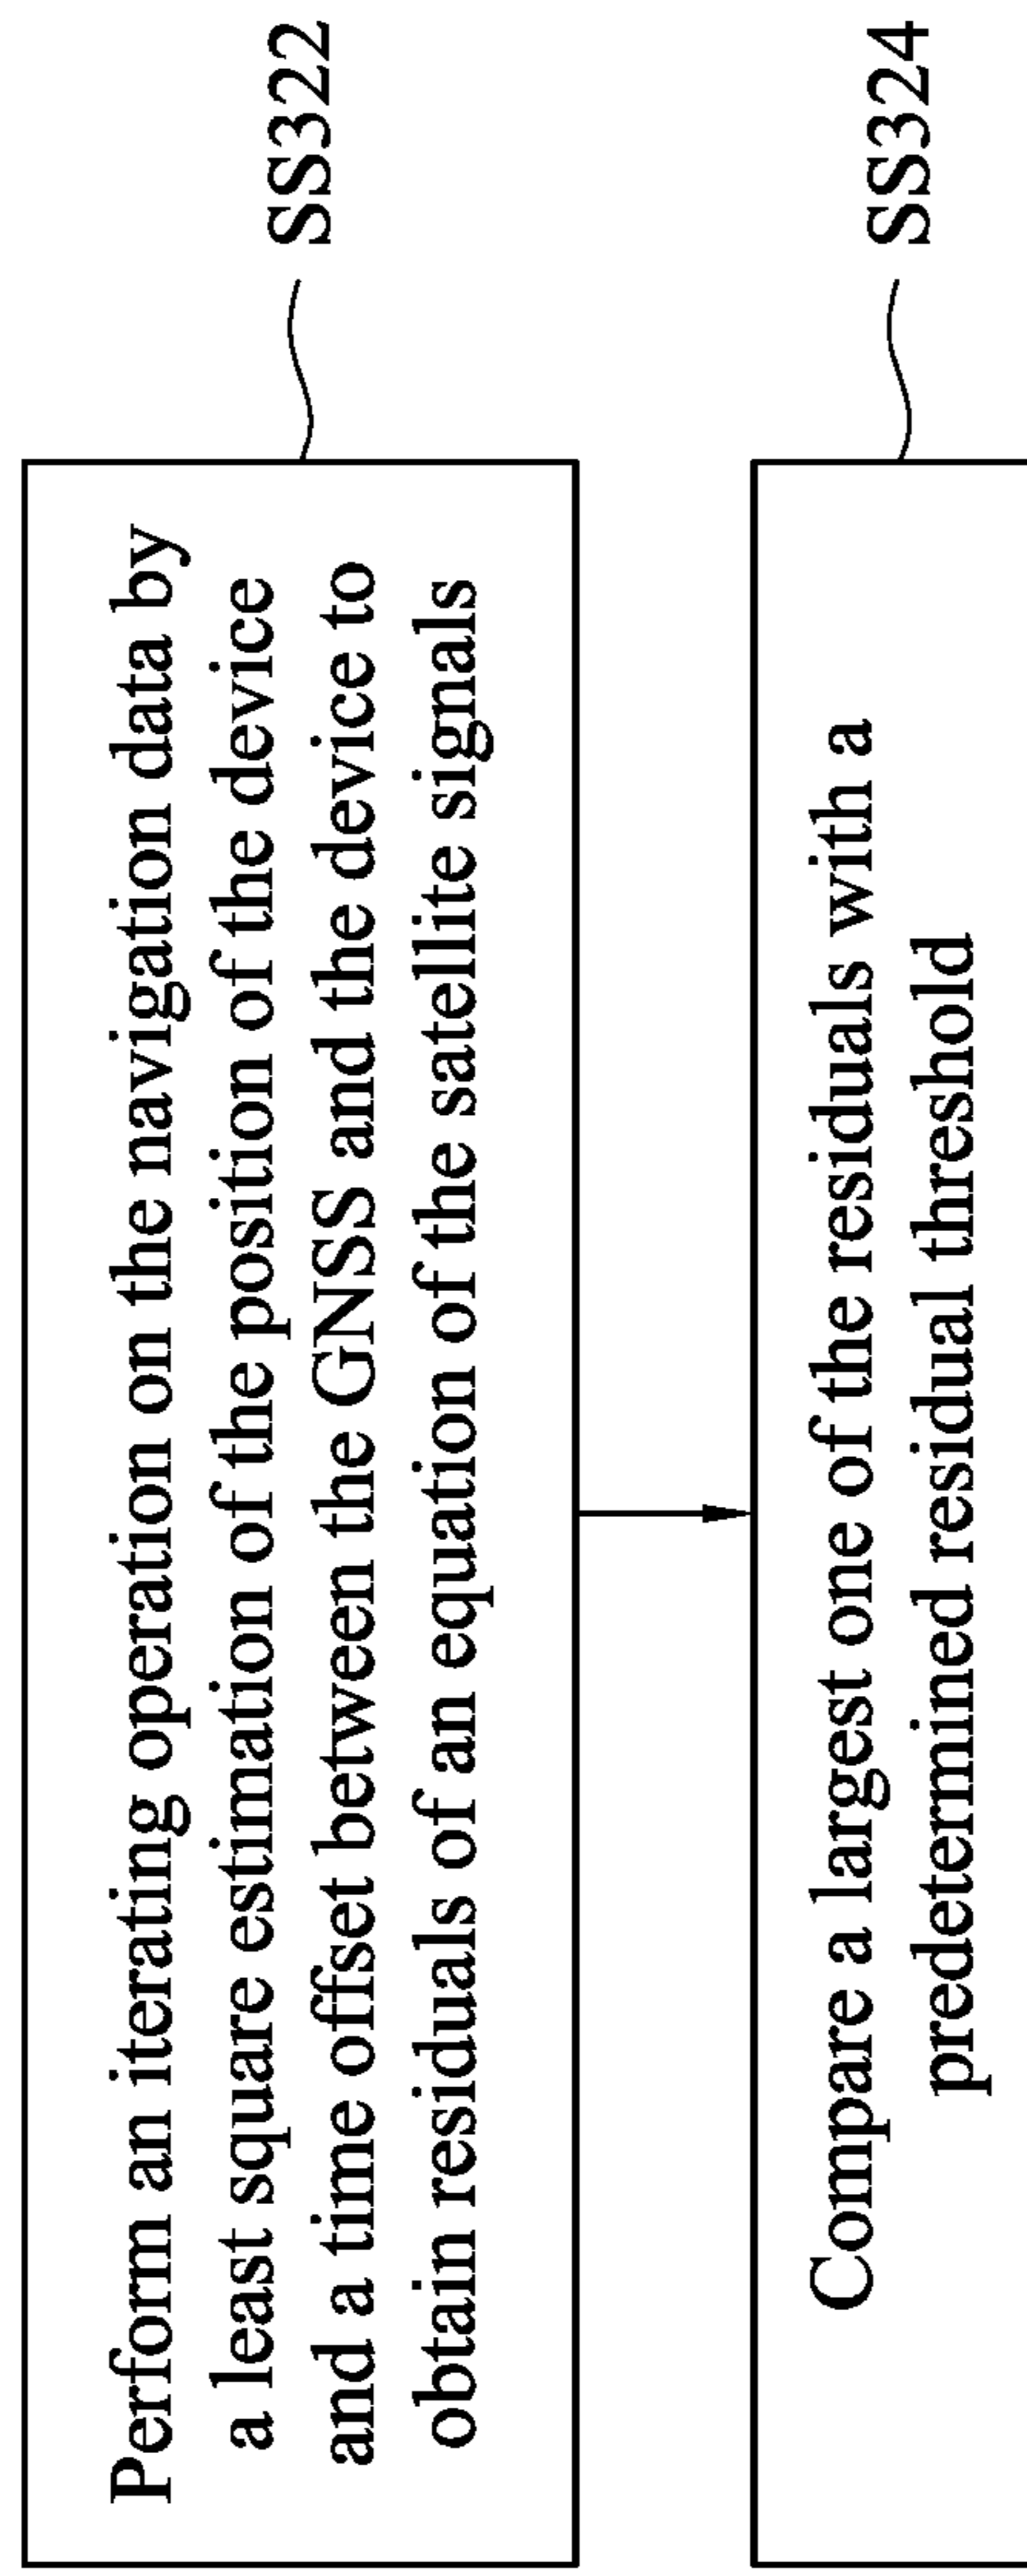 Perform an iterating operation on the navigation data by
a least square estimation of the position of the device
and a time offset between the GNSS and the device to
obtain residuals of an equation of the satellite signals
SS322
Compare a largest one of the residuals with a
predetermined residual threshold
SS324